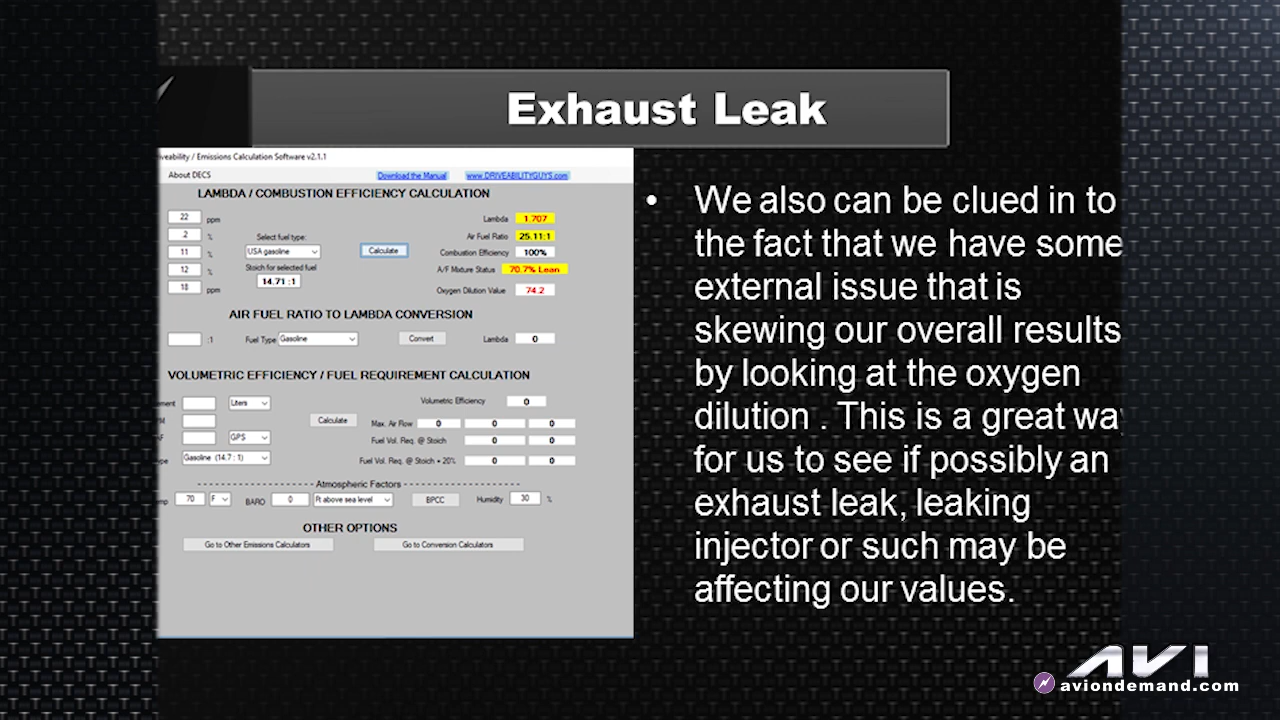 Exhaust Leak
iveability / Emissions Calculation Software v2.1.1
About DECS Download the Manual www.DRIVEABILITYGUYS.com
LAMBDA / COMBUSTION EFFICIENCY CALCULATION
22 ppm Lambda 1.707
.2 % Select fuel type: Air Fuel Ratio 25.11:1
11 % USA gasoline Calculate Combustion Efficiency 100%
12 % Stoich for selected fuel A/F Mixture Status 70.7% Lean
18 ppm 14.71 :1 Oxygen Dilution Value 74.2
AIR FUEL RATIO TO LAMBDA CONVERSION
:1 Fuel Type Gasoline Convert Lambda 0
VOLUMETRIC EFFICIENCY / FUEL REQUIREMENT CALCULATION
ement Liters Volumetric Efficiency 0
Calculate Max. Air Flow 0 0 0
GPS Fuel Vol. Req. @ Stoich 0 0
ype Gasoline (14.7 : 1) Fuel Vol. Req. @ Stoich + 20% 0 0
Atmospheric Factors
mp 70 F BARO 0 Ft above sea level BPCC Humidity 30 %
OTHER OPTIONS
Go to Other Emissions Calculators Go to Conversion Calculators
• We also can be clued in to
the fact that we have some
external issue that is
skewing our overall results
by looking at the oxygen
dilution . This is a great wa
for us to see if possibly an
exhaust leak, leaking
injector or such may be
affecting our values.
AVI
aviondemand.com